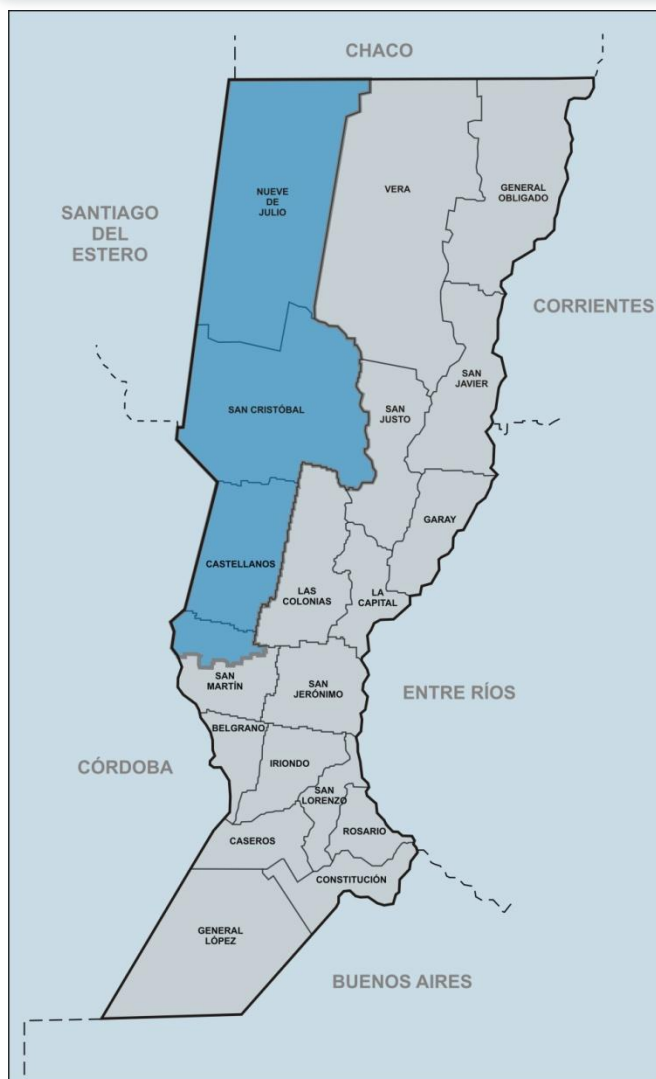 CHACO
NUEVE
DE
JULIO
VERA
GENERAL
OBLIGADO
SANTIAGO
DEL
ESTERO
CORRIENTES
SAN
JAVIER
SAN CRISTÓBAL
SAN
JUSTO
GARAY
CASTELLANOS
LAS
COLONIAS
LA
CAPITAL
SAN
MARTÍN
SAN
JERÓNIMO
ENTRE RÍOS
BELGRANO
CÓRDOBA
IRIONDO
SAN
LORENZO
CASEROS
ROSARIO
CONSTITUCIÓN
GENERAL
LÓPEZ
BUENOS AIRES